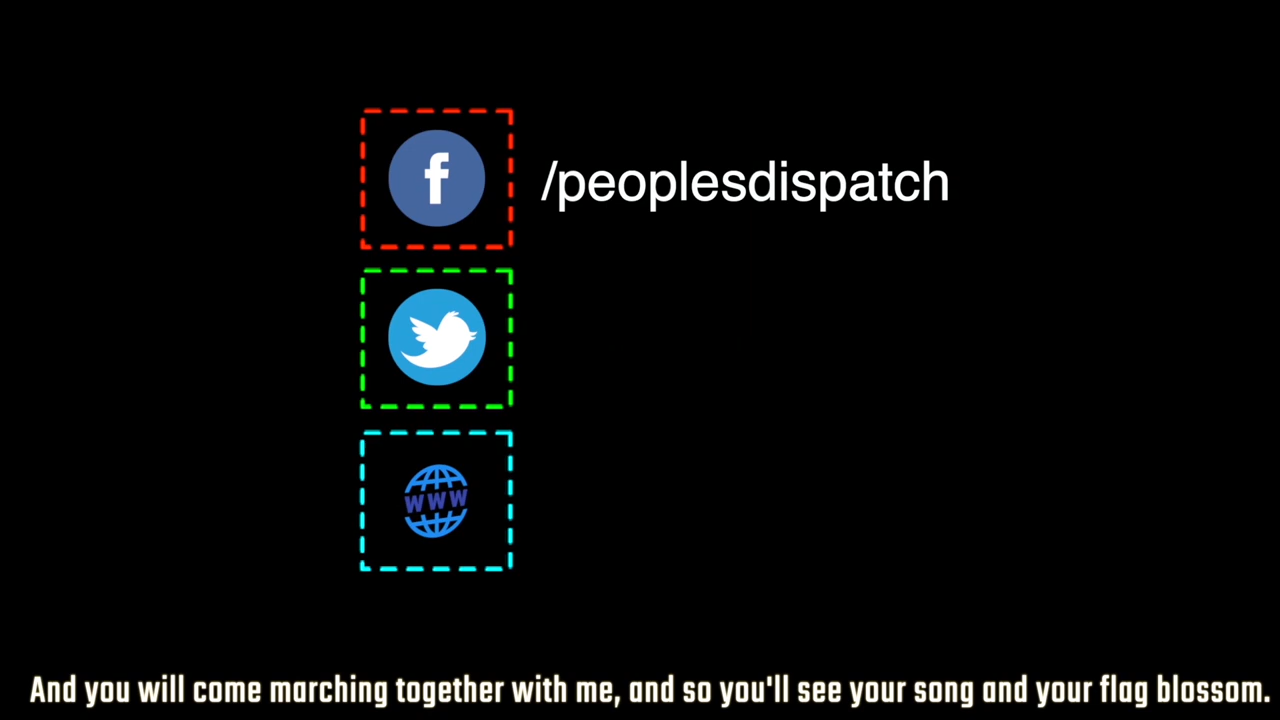 f
/peoplesdispatch
WWW
And you will come marching together with me, and so you'll see your song and your flag blossom.